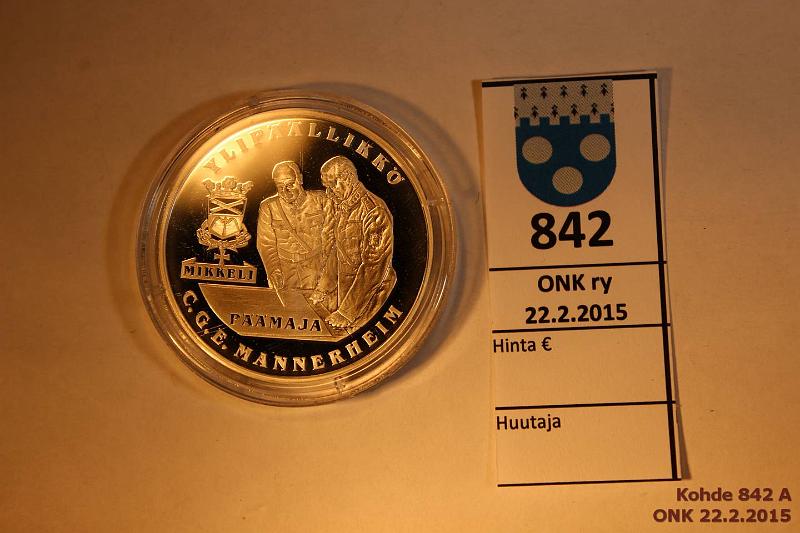 YLIPÄÄLLIKKÖ
MIKKELI
PÄÄMAJA
C.G.E. MANNERHEIM
842
ONK ry
22.2.2015
Hinta €
Huutaja
Kohde 842 A
ONK 22.2.2015